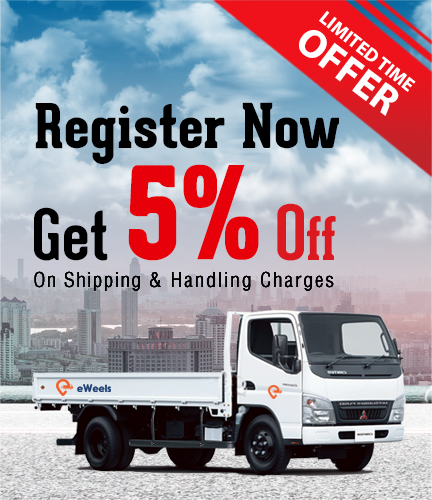 LIMITED TIME
OFFER
Register Now
Get 5% Off
On Shipping & Handling Charges
eWeels